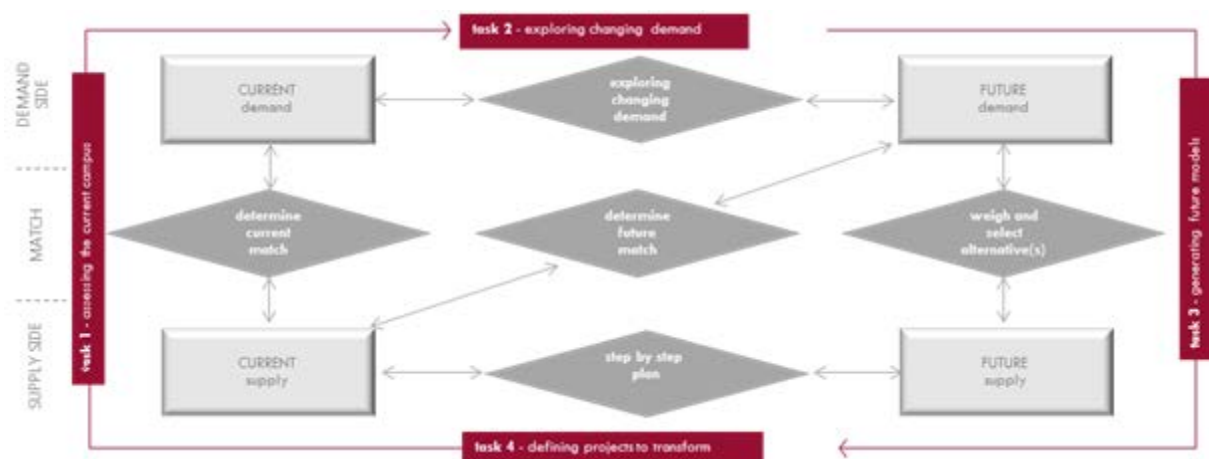 task 2 - exploring changing demand
DEMAND
SIDE
CURRENT
demand
exploring
changing
demand
FUTURE
demand
task 1 - assessing the current campus
MATCH
determine
current
match
determine
future
match
weigh and
select
alternative(s)
task 3 - generating future models
SUPPLY SIDE
CURRENT
supply
step by step
plan
FUTURE
supply
task 4 - defining projects to transform